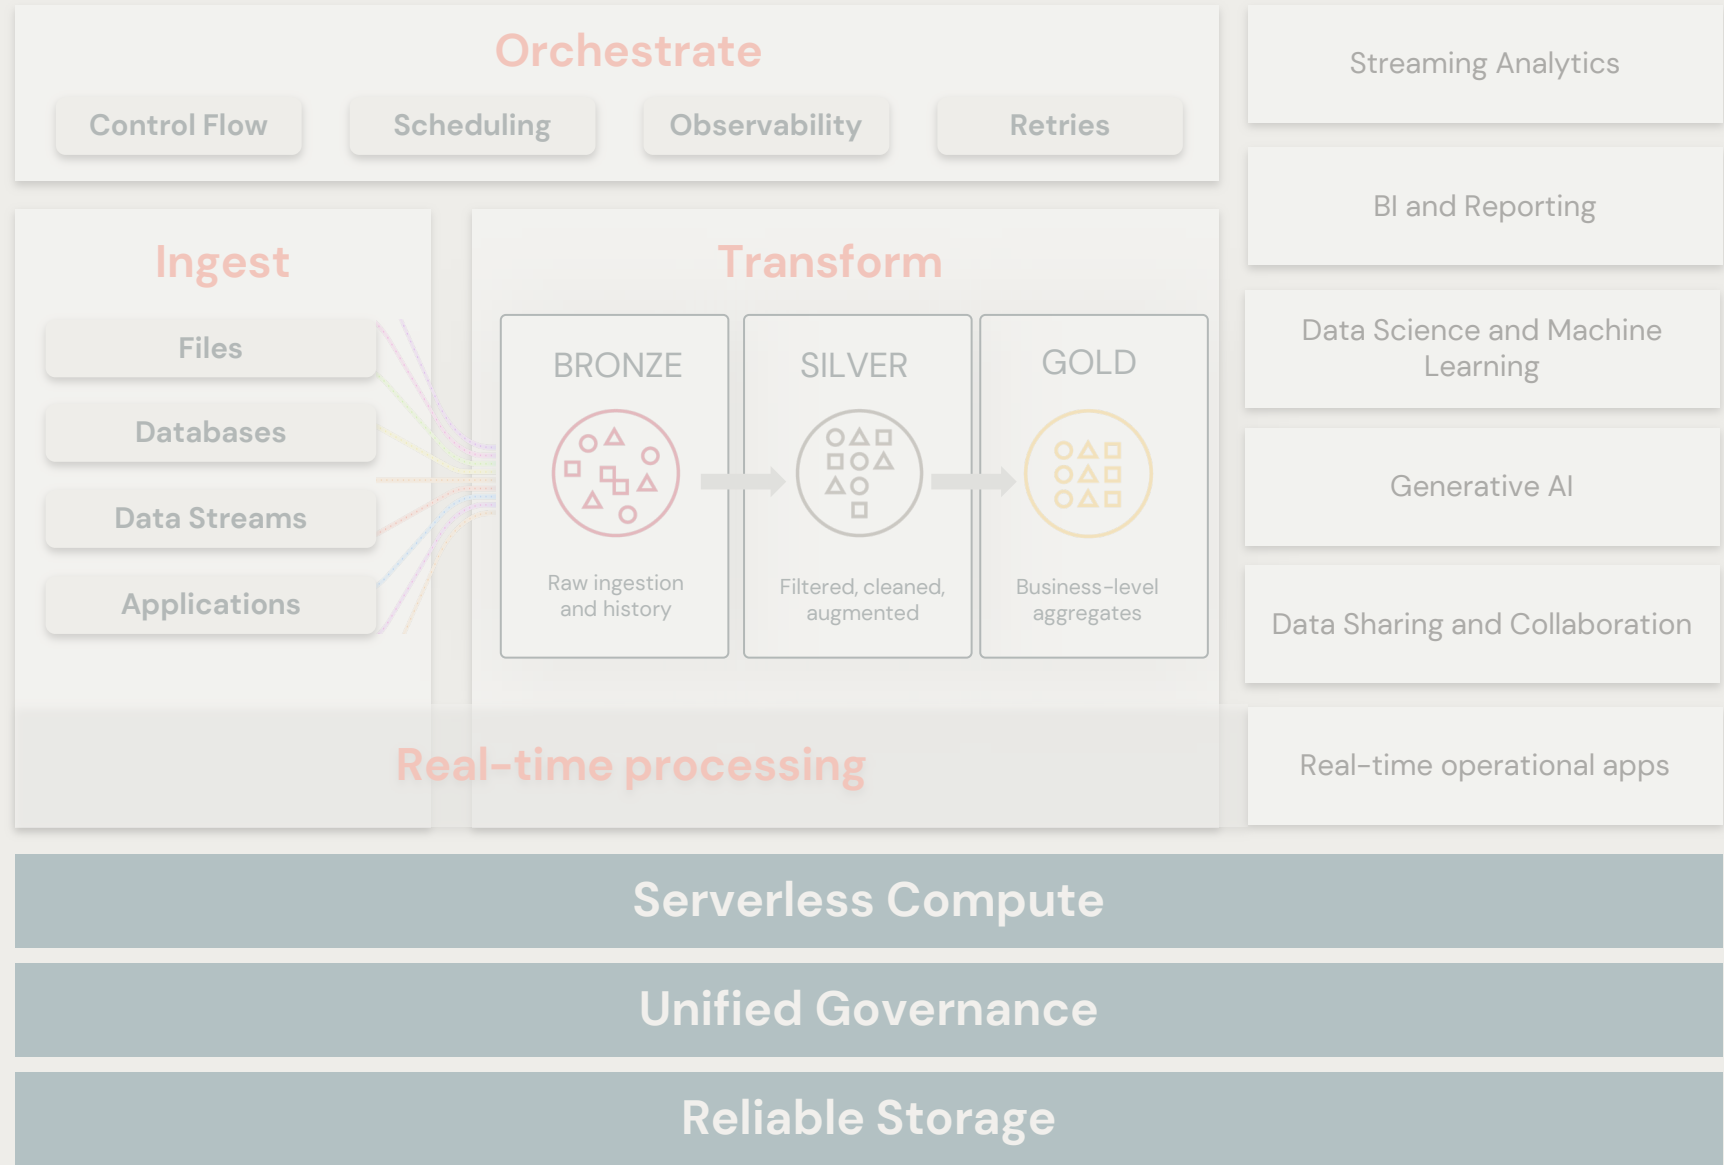 Orchestrate
Control Flow
Scheduling
Observability
Retries
Ingest
Files
Databases
Data Streams
Applications
Transform
BRONZE
Raw ingestion
and history
SILVER
Filtered, cleaned,
augmented
GOLD
Business-level
aggregates
Real-time processing
Streaming Analytics
BI and Reporting
Data Science and Machine
Learning
Generative AI
Data Sharing and Collaboration
Real-time operational apps
Serverless Compute
Unified Governance
Reliable Storage